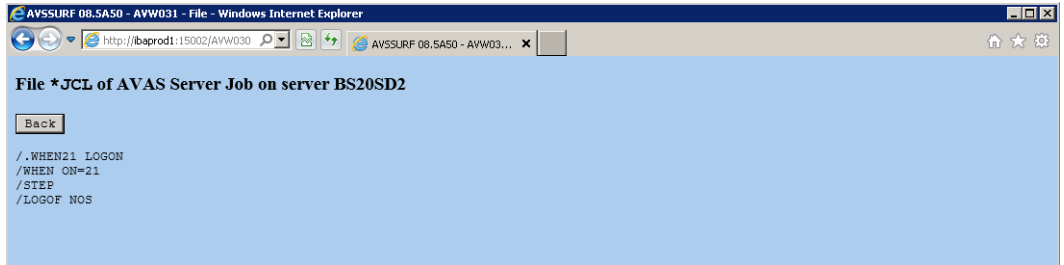 AVSSURF 08.5A50 - AVW031 - File - Windows Internet Explorer
http://ibaprod1:15002/AVW030
AVSSURF 08.5A50 - AVW03...
File *JCL of AVAS Server Job on server BS20SD2
Back
/.WHEN21 LOGON
/WHEN ON=21
/STEP
/LOGOF NOS